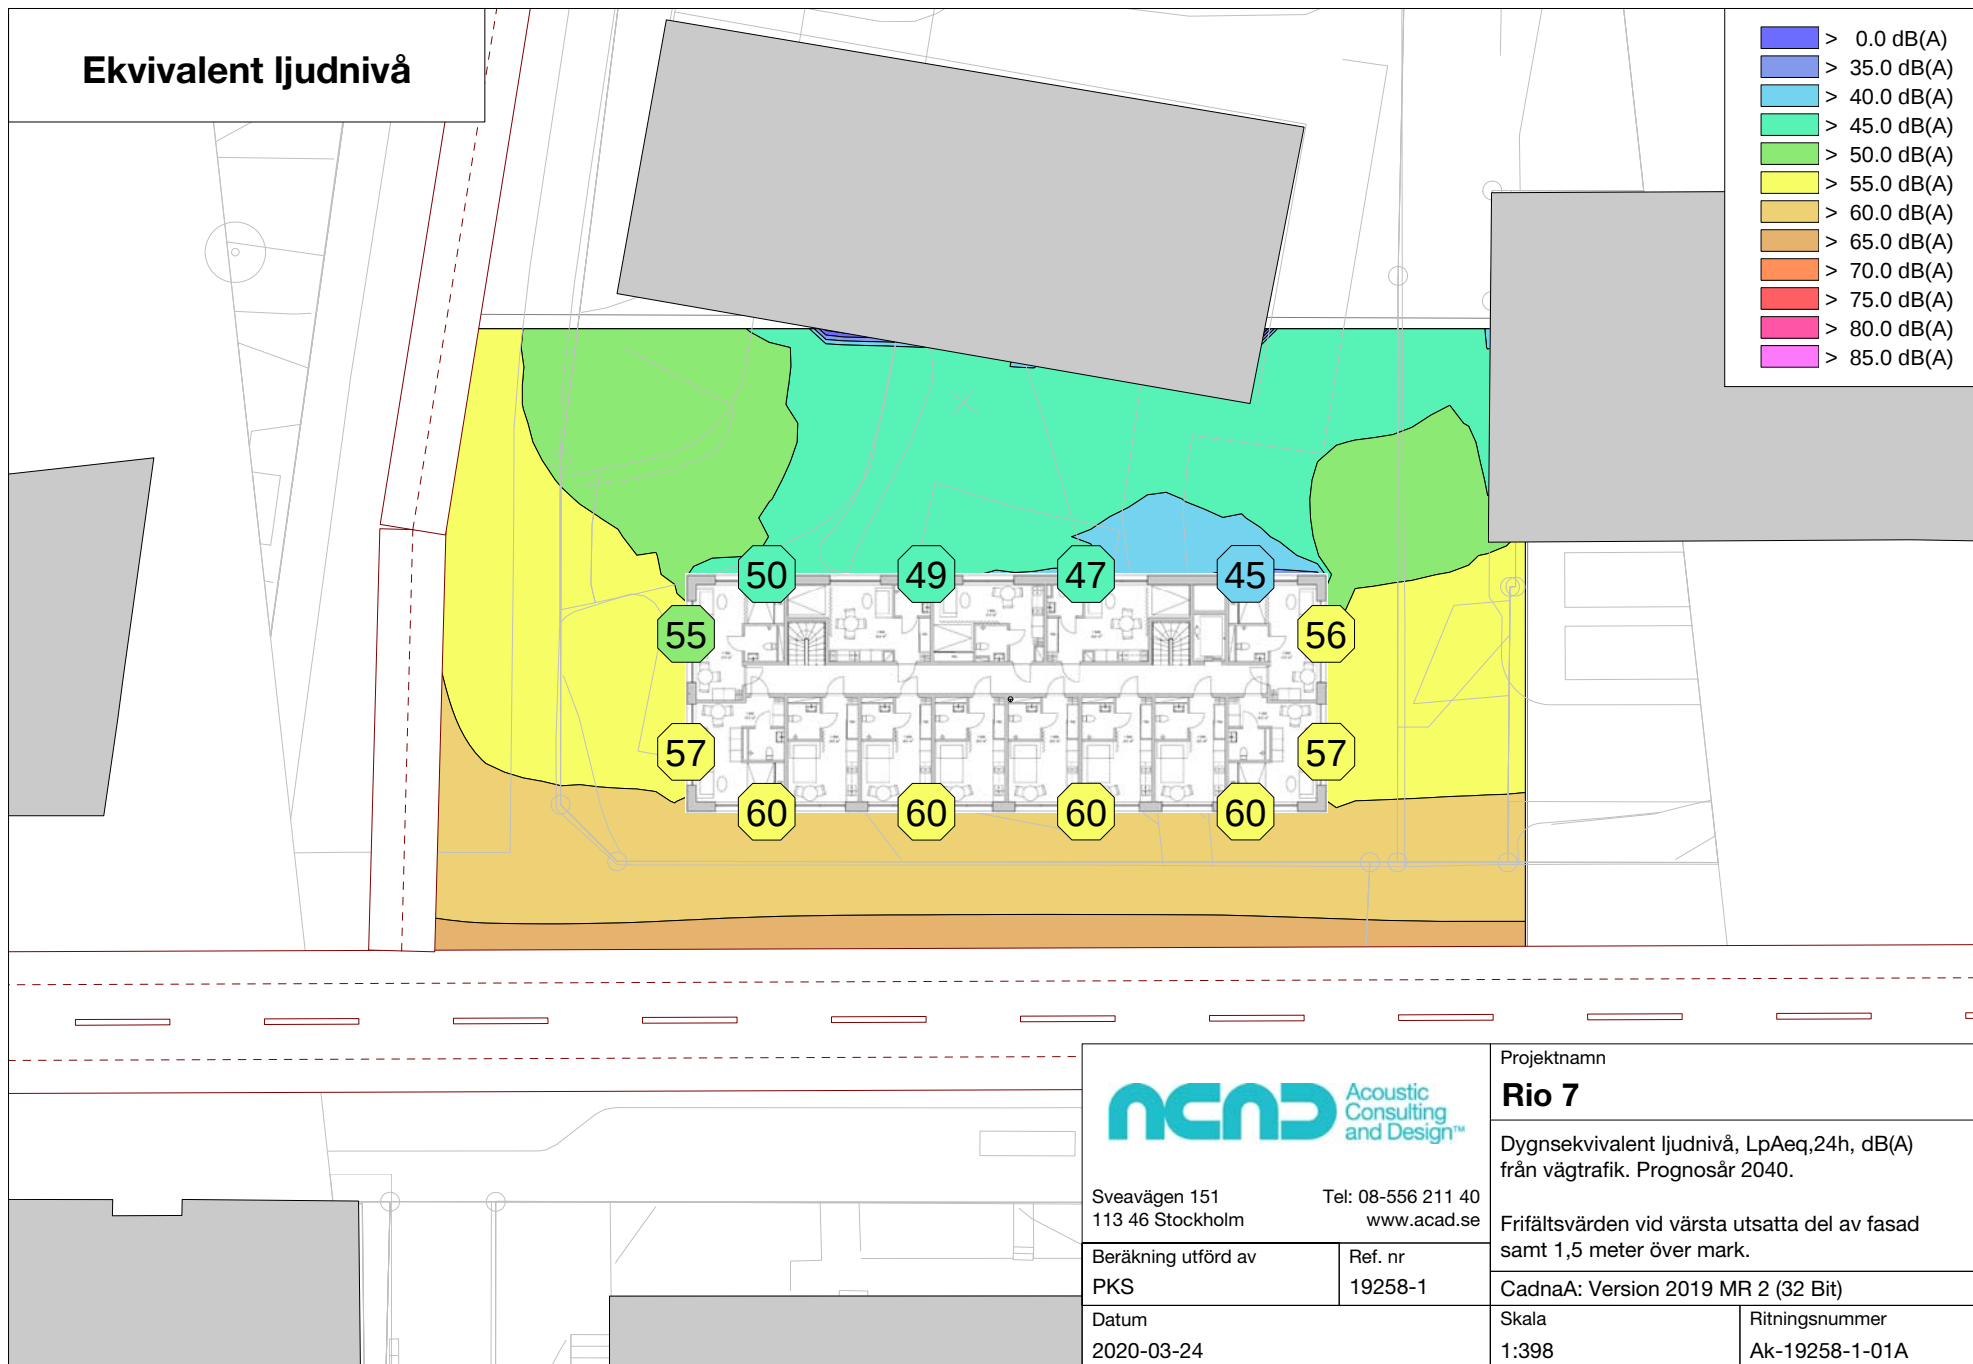 Ekvivalent ljudnivå
> 0.0 dB(A)
> 35.0 dB(A)
> 40.0 dB(A)
> 45.0 dB(A)
> 50.0 dB(A)
> 55.0 dB(A)
> 60.0 dB(A)
> 65.0 dB(A)
> 70.0 dB(A)
> 75.0 dB(A)
> 80.0 dB(A)
> 85.0 dB(A)
50 49 47 45
55 56
57 57
60 60 60 60
ACAD
Acoustic
Consulting
and Design™
Sveavägen 151 Tel: 08-556 211 40
113 46 Stockholm www.acad.se
Beräkning utförd av
PKS
Ref. nr
19258-1
Datum
2020-03-24
Projektnamn
Rio 7
Dygnsekvivalent ljudnivå, LpAeq,24h, dB(A)
från vägtrafik. Prognosår 2040.
Frifältsvärden vid värsta utsatta del av fasad
samt 1,5 meter över mark.
CadnaA: Version 2019 MR 2 (32 Bit)
Skala
1:398
Ritningsnummer
Ak-19258-1-01A